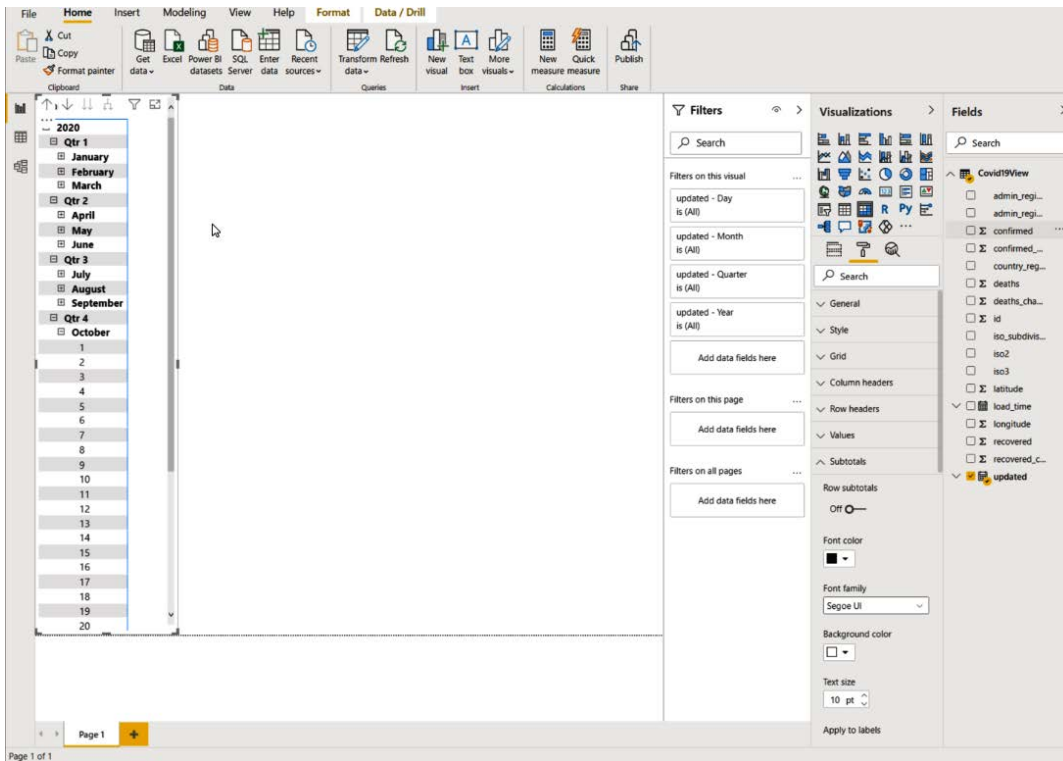 File Home Insert Modeling View Help Format Data / Drill
Paste
Cut
Copy
Format painter
Clipboard
Get data
Excel
Power BI datasets
SQL Server
Enter data
Recent sources
Data
Transform data
Refresh
Queries
New visual
Text box
More visuals
Insert
New measure
Quick measure
Calculations
Publish
Share
2020
Qtr 1
January
February
March
Qtr 2
April
May
June
Qtr 3
July
August
September
Qtr 4
October
1
2
3
4
5
6
7
8
9
10
11
12
13
14
15
16
17
18
19
20
Filters
Search
Filters on this visual ...
updated - Day
is (All)
updated - Month
is (All)
updated - Quarter
is (All)
updated - Year
is (All)
Add data fields here
Filters on this page ...
Add data fields here
Filters on all pages ...
Add data fields here
Visualizations
R Py
...
Search
General
Style
Grid
Column headers
Row headers
Values
Subtotals
Row subtotals
Off
Font color
Font family
Segoe UI
Background color
Text size
10 pt
Apply to labels
Fields
Search
Covid19View
admin_regi...
admin_regi...
Σ confirmed ...
Σ confirmed_...
country_reg...
Σ deaths
Σ deaths_cha...
Σ id
iso_subdivis...
iso2
iso3
Σ latitude
load_time
Σ longitude
Σ recovered
Σ recovered_c...
updated
Page 1
Page 1 of 1